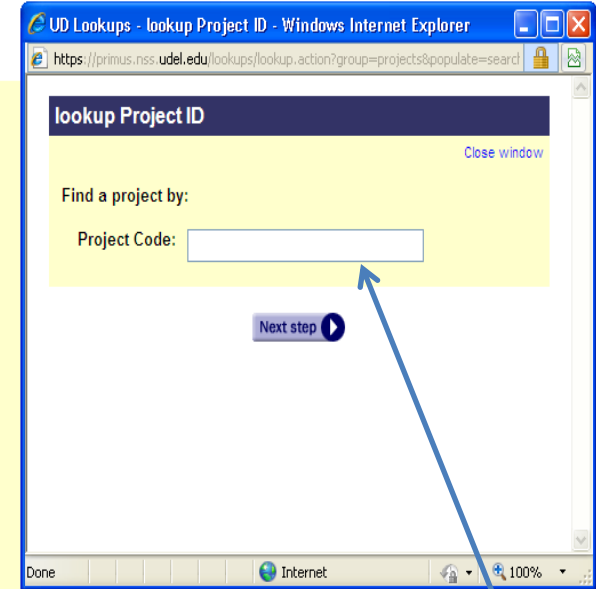 UD Lookups - lookup Project ID - Windows Internet Explorer
https://primus.nss.udel.edu/lookups/lookup.action?group=projects&populate=search
lookup Project ID
Close window
Find a project by:
Project Code:
Next step
Done Internet 100%